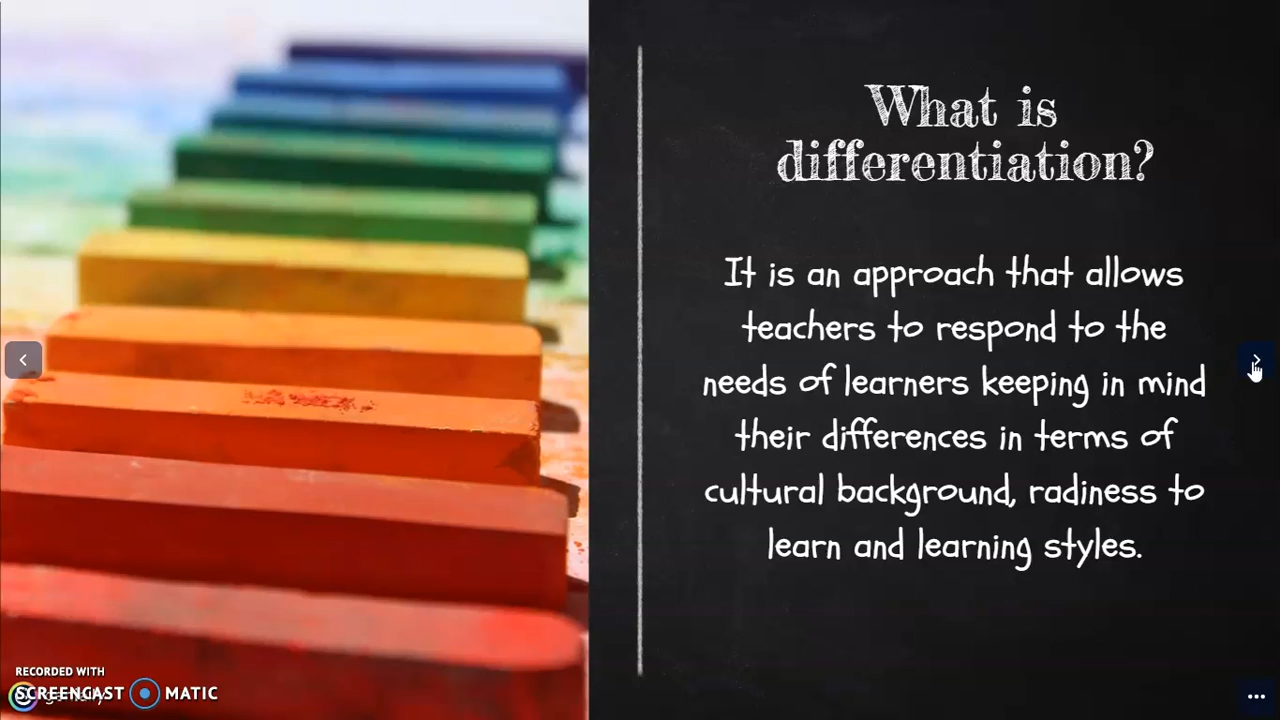 What is
differentiation?
It is an approach that allows
teachers to respond to the
needs of learners keeping in mind
their differences in terms of
cultural background, radiness to
learn and learning styles.
RECORDED WITH
SCREENCAST MATIC